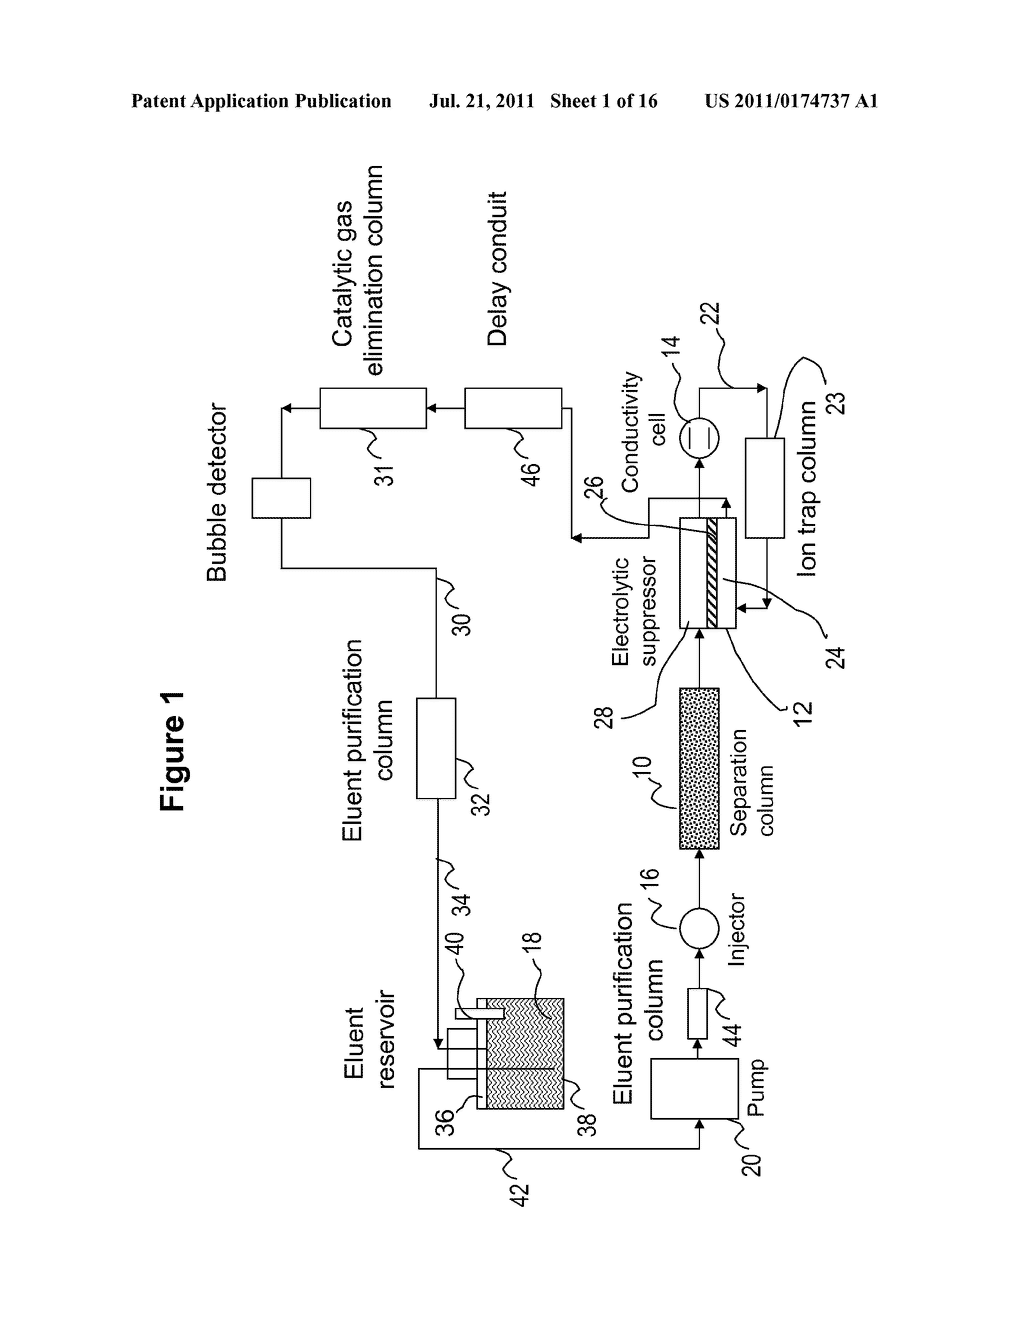 Patent Application Publication Jul. 21, 2011 Sheet 1 of 16 US 2011/0174737 A1
Figure 1
Bubble detector
Catalytic gas
elimination column
31
Delay conduit
46
30
Eluent purification
column
32
34
Eluent
reservoir
40
18
36
38
42
Conductivity
cell
14
22
26
23
Ion trap column
Electrolytic
suppressor
28
24
12
10
Separation
column
16
Injector
Eluent purification
column
44
Pump
20